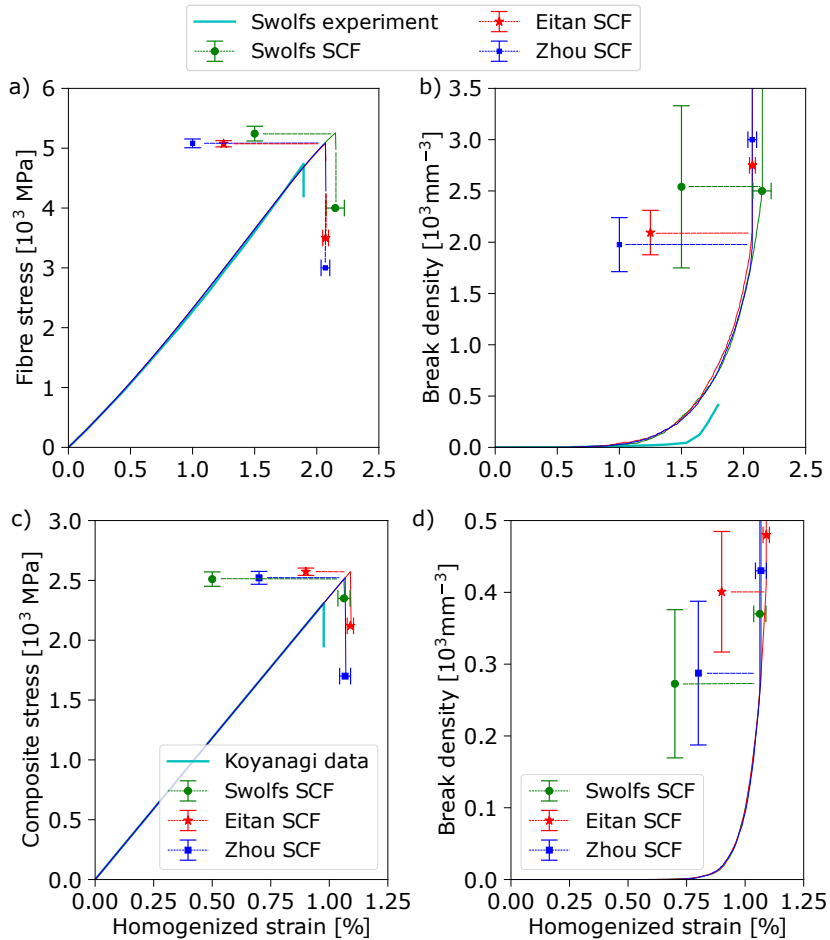 Swolfs experiment
Swolfs SCF
Eitan SCF
Zhou SCF
a)
Fibre stress [10³ MPa]
6
5
4
3
2
1
0
0.0 0.5 1.0 1.5 2.0 2.5
b)
Break density [10³mm⁻³]
3.5
3.0
2.5
2.0
1.5
1.0
0.5
0.0
0.0 0.5 1.0 1.5 2.0 2.5
c)
Composite stress [10³ MPa]
3.0
2.5
2.0
1.5
1.0
0.5
0.0
Koyanagi data
Swolfs SCF
Eitan SCF
Zhou SCF
0.00 0.25 0.50 0.75 1.00 1.25
Homogenized strain [%]
d)
Break density [10³mm⁻³]
0.5
0.4
0.3
0.2
0.1
0.0
Swolfs SCF
Eitan SCF
Zhou SCF
0.00 0.25 0.50 0.75 1.00 1.25
Homogenized strain [%]